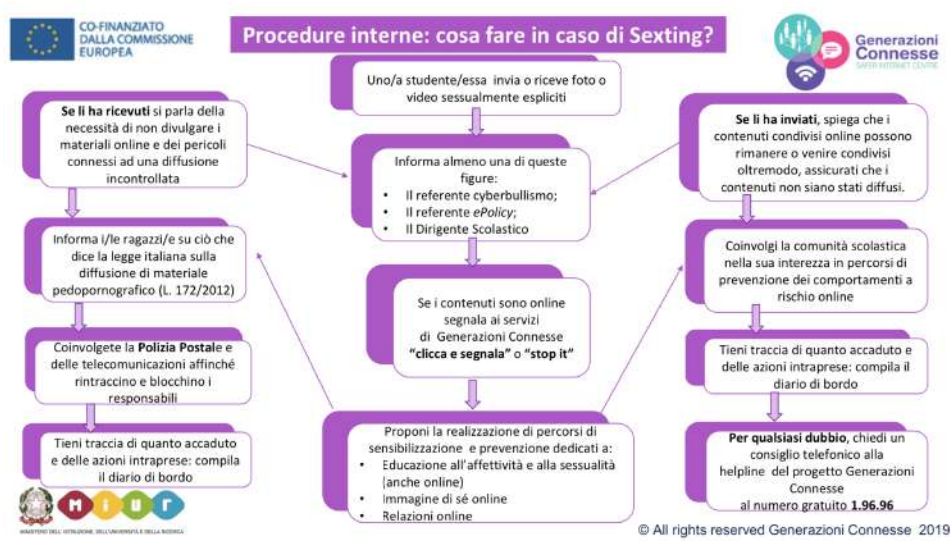 CO-FINANZIATO
DALLA COMMISSIONE
EUROPEA
Procedure interne: cosa fare in caso di Sexting?
Generazioni
Connesse
SAFER INTERNET CENTRE
Uno/a studente/essa invia o riceve foto o
video sessualmente espliciti
Se li ha ricevuti si parla della
necessità di non divulgare i
materiali online e dei pericoli
connessi ad una diffusione
incontrollata
Informa i/le ragazzi/e su ciò che
dice la legge italiana sulla
diffusione di materiale
pedopornografico (L. 172/2012)
Coinvolgete la Polizia Postale e
delle telecomunicazioni affinché
rintraccino e blocchino i
responsabili
Tieni traccia di quanto accaduto
e delle azioni intraprese: compila
il diario di bordo
Informa almeno una di queste
figure:
• Il referente cyberbullismo;
• Il referente ePolicy;
• Il Dirigente Scolastico
Se i contenuti sono online
segnala ai servizi
di Generazioni Connesse
“clicca e segnala” o “stop it”
Proponi la realizzazione di percorsi di
sensibilizzazione e prevenzione dedicati a:
• Educazione all'affettività e alla sessualità
(anche online)
• Immagine di sé online
• Relazioni online
Se li ha inviati, spiega che i
contenuti condivisi online possono
rimanere o venire condivisi
oltremodo, assicurati che i
contenuti non siano stati diffusi.
Coinvolgi la comunità scolastica
nella sua interezza in percorsi di
prevenzione dei comportamenti a
rischio online
Tieni traccia di quanto accaduto e
delle azioni intraprese: compila il
diario di bordo
Per qualsiasi dubbio, chiedi un
consiglio telefonico alla
helpline del progetto Generazioni
Connesse
al numero gratuito 1.96.96
MIUR
MINISTERO DELL'ISTRUZIONE, DELL'UNIVERSITÀ E DELLA RICERCA
© All rights reserved Generazioni Connesse 2019